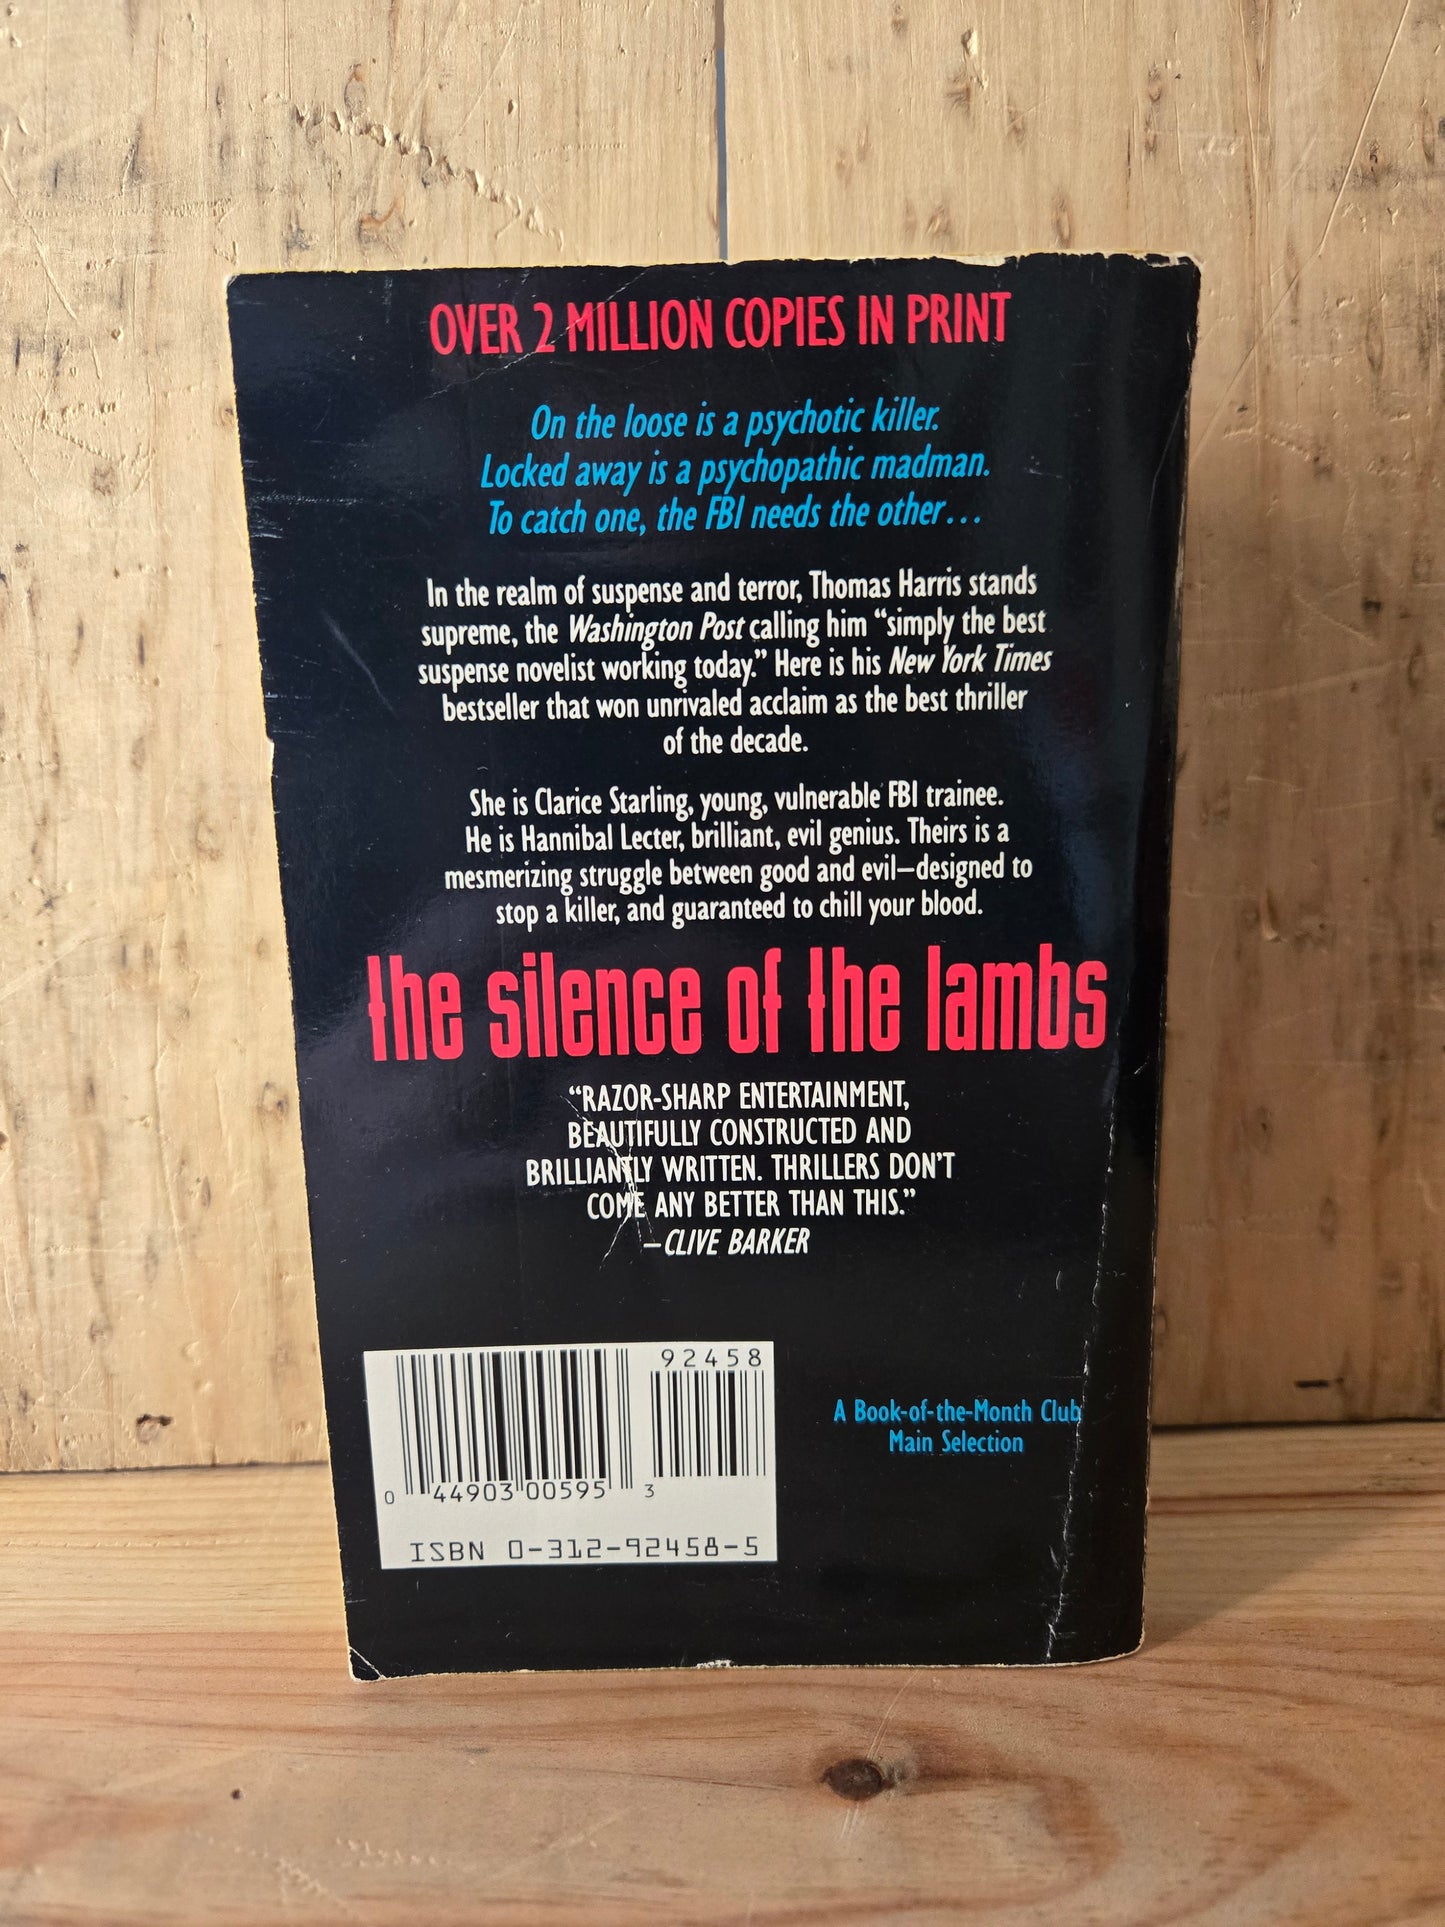 OVER 2 MILLION COPIES IN PRINT
On the loose is a psychotic killer.
Locked away is a psychopathic madman.
To catch one, the FBI needs the other...
In the realm of suspense and terror, Thomas Harris stands
supreme, the Washington Post calling him “simply the best
suspense novelist working today.” Here is his New York Times
bestseller that won unrivaled acclaim as the best thriller
of the decade.
She is Clarice Starling, young, vulnerable FBI trainee.
He is Hannibal Lecter, brilliant, evil genius. Theirs is a
mesmerizing struggle between good and evil—designed to
stop a killer, and guaranteed to chill your blood.
the silence of the lambs
“RAZOR-SHARP ENTERTAINMENT,
BEAUTIFULLY CONSTRUCTED AND
BRILLIANTLY WRITTEN. THRILLERS DON'T
COME ANY BETTER THAN THIS.”
—CLIVE BARKER
92458
0 44903 00595 3
ISBN 0-312-92458-5
A Book-of-the-Month Club
Main Selection